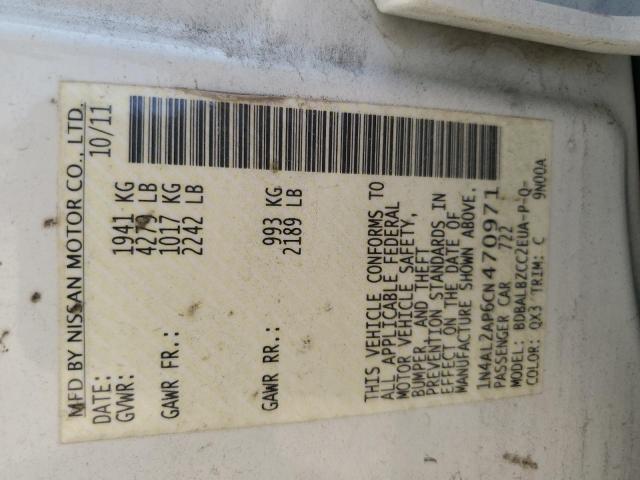 MFD BY NISSAN MOTOR CO., LTD.
DATE: 10/11
GVWR: 1941 KG
4279 LB
GAWR FR.: 1017 KG
2242 LB
GAWR RR.: 993 KG
2189 LB
THIS VEHICLE CONFORMS TO
ALL APPLICABLE FEDERAL
MOTOR VEHICLE SAFETY,
BUMPER, AND THEFT
PREVENTION STANDARDS IN
EFFECT ON THE DATE OF
MANUFACTURE SHOWN ABOVE.
1N4AL2AP6CN470971
PASSENGER CAR 722
MODEL: BDBALBZCC2EUA-P-Q-
COLOR: QX3 TRIM: C 9N00A